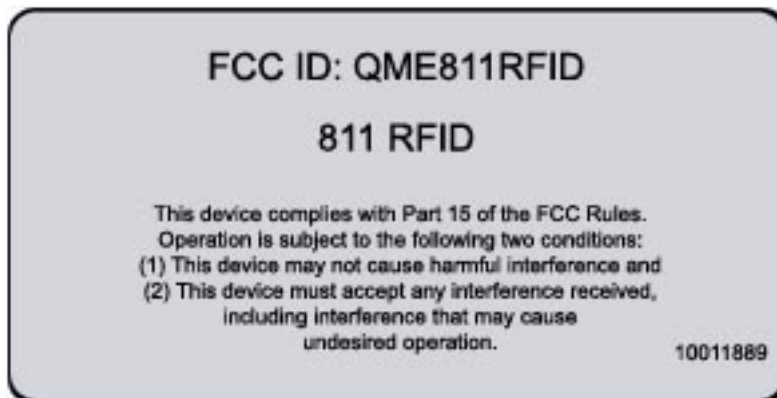 FCC ID: QME811RFID
811 RFID
This device complies with Part 15 of the FCC Rules.
Operation is subject to the following two conditions:
(1) This device may not cause harmful interference and
(2) This device must accept any interference received,
including interference that may cause
undesired operation.
10011889